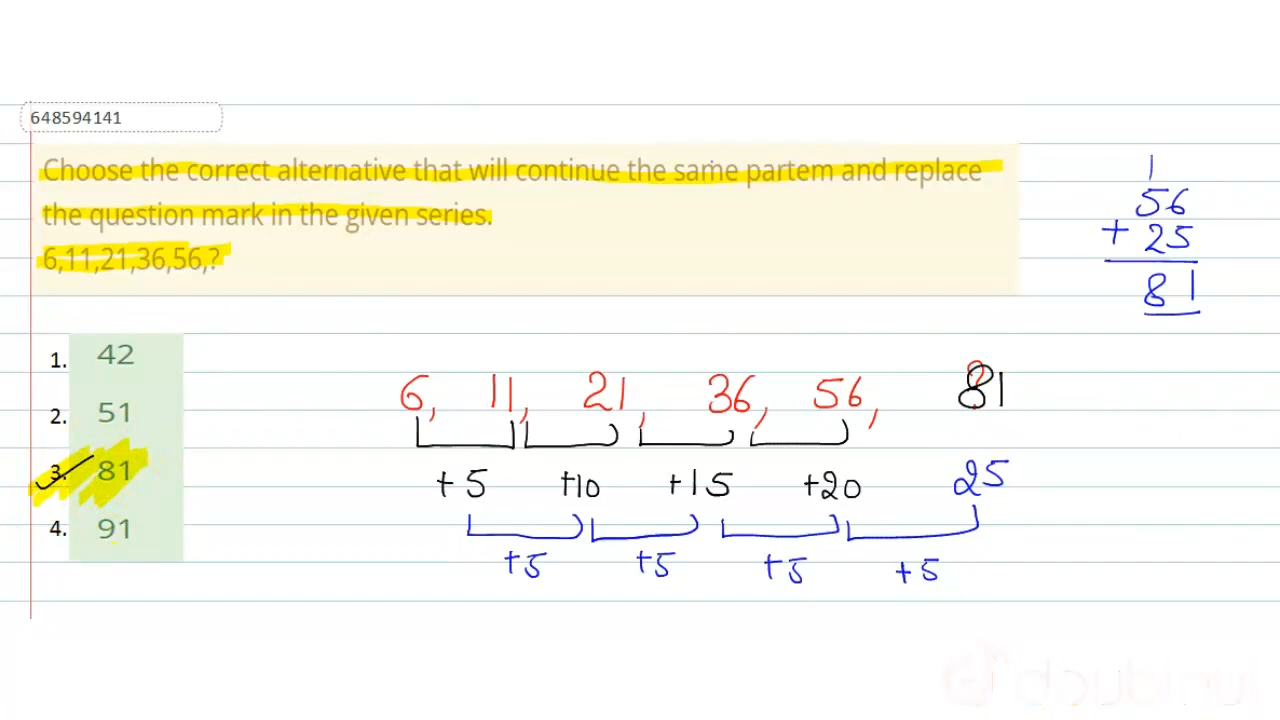 648594141
Choose the correct alternative that will continue the same partem and replace
the question mark in the given series.
6,11,21,36,56,?
1
56
+ 25
81
1. 42
2. 51
3. 81
4. 91
6, 11, 21, 36, 56, 81
+5 +10 +15 +20 25
+5 +5 +5 +5
doubtnut